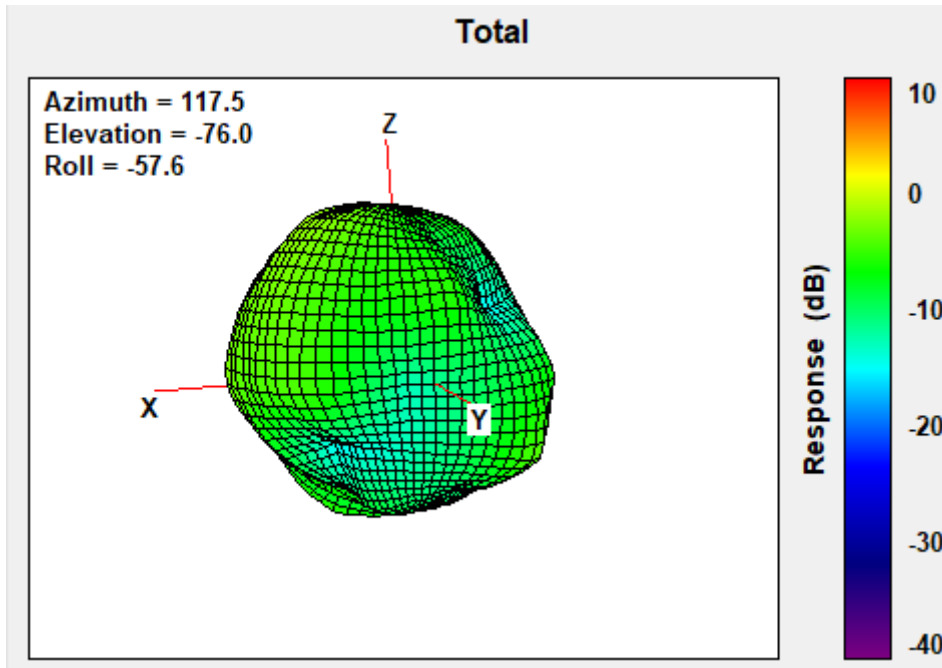 Total
Azimuth = 117.5
Elevation = -76.0
Roll = -57.6
Z
X
Y
10
0
-10
-20
-30
-40
Response (dB)